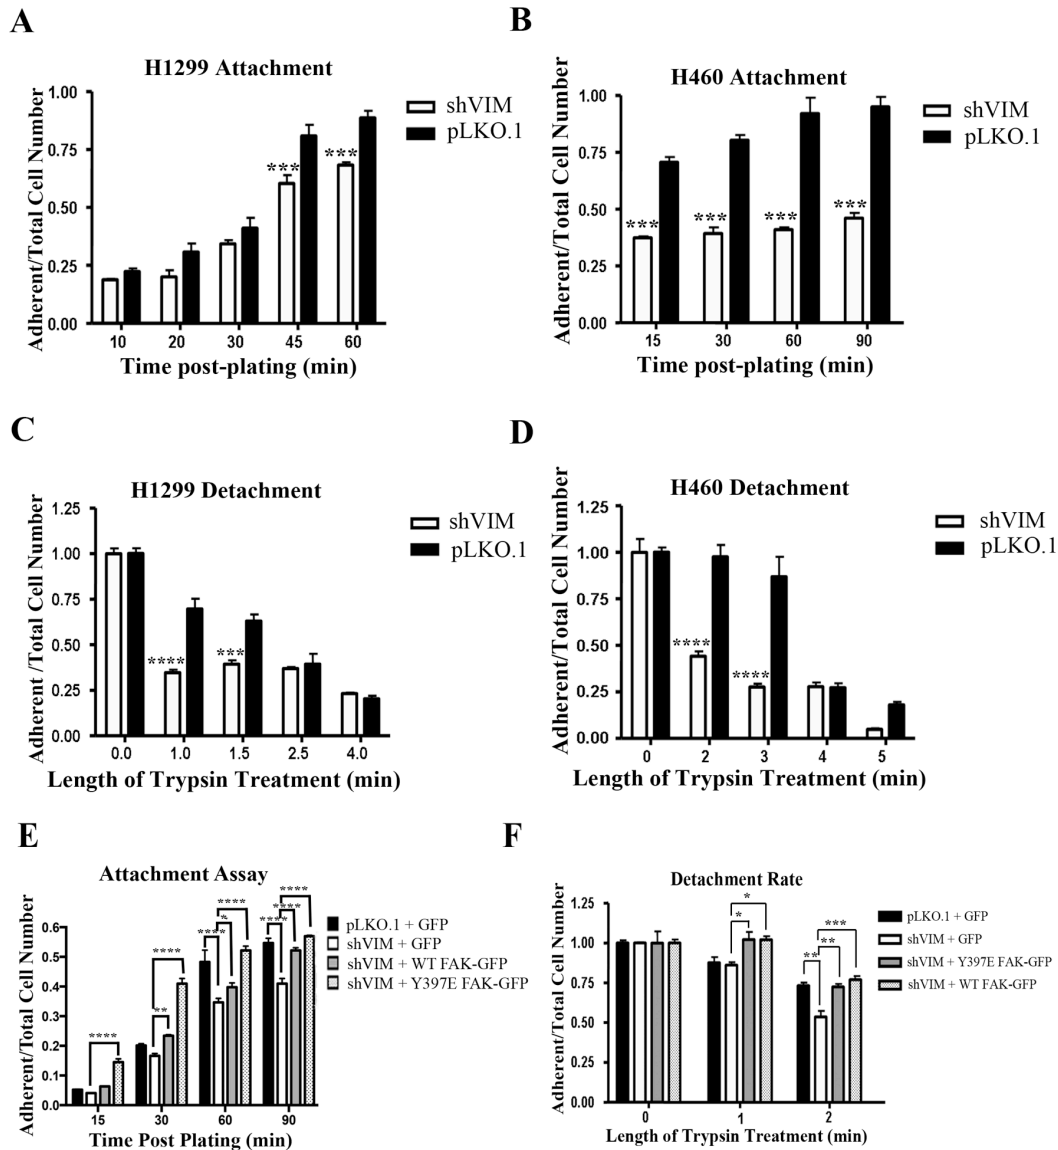 A
H1299 Attachment
Adherent/Total Cell Number
1.00
0.75
0.50
0.25
0.00
*** ***
10 20 30 45 60
Time post-plating (min)
shVIM
pLKO.1
B
H460 Attachment
Adherent/Total Cell Number
1.00
0.75
0.50
0.25
0.00
*** *** *** ***
15 30 60 90
Time post-plating (min)
shVIM
pLKO.1
C
H1299 Detachment
Adherent /Total Cell Number
1.25
1.00
0.75
0.50
0.25
0.00
**** ***
0.0 1.0 1.5 2.5 4.0
Length of Trypsin Treatment (min)
shVIM
pLKO.1
D
H460 Detachment
Adherent/Total Cell Number
1.25
1.00
0.75
0.50
0.25
0.00
**** ****
0 2 3 4 5
Length of Trypsin Treatment (min)
shVIM
pLKO.1
E
Attachment Assay
Adherent/Total Cell Number
0.6
0.5
0.4
0.3
0.2
0.1
0.0
****
****
**
****
*
****
****
****
****
15 30 60 90
Time Post Plating (min)
pLKO.1 + GFP
shVIM + GFP
shVIM + WT FAK-GFP
shVIM + Y397E FAK-GFP
F
Detachment Rate
Adherent/Total Cell Number
1.25
1.00
0.75
0.50
0.25
0.00
*
*
***
**
**
0 1 2
Length of Trypsin Treatment (min)
pLKO.1 + GFP
shVIM + GFP
shVIM + Y397E FAK-GFP
shVIM + WT FAK-GFP